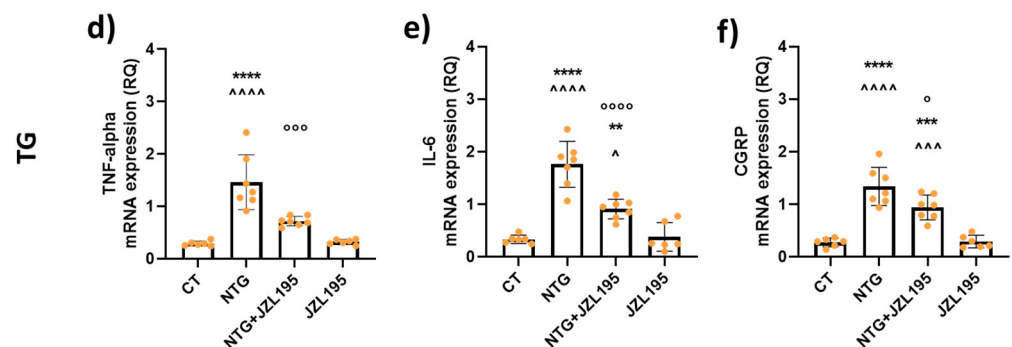 TG
d)
TNF-alpha
mRNA expression (RQ)
4
3
2
1
0
****
^^^^
°°°
CT
NTG
NTG+JZL195
JZL195
e)
IL-6
mRNA expression (RQ)
4
3
2
1
0
****
^^^^
°°°°
**
^
CT
NTG
NTG+JZL195
JZL195
f)
CGRP
mRNA expression (RQ)
4
3
2
1
0
****
^^^^
°
***
^^^
CT
NTG
NTG+JZL195
JZL195